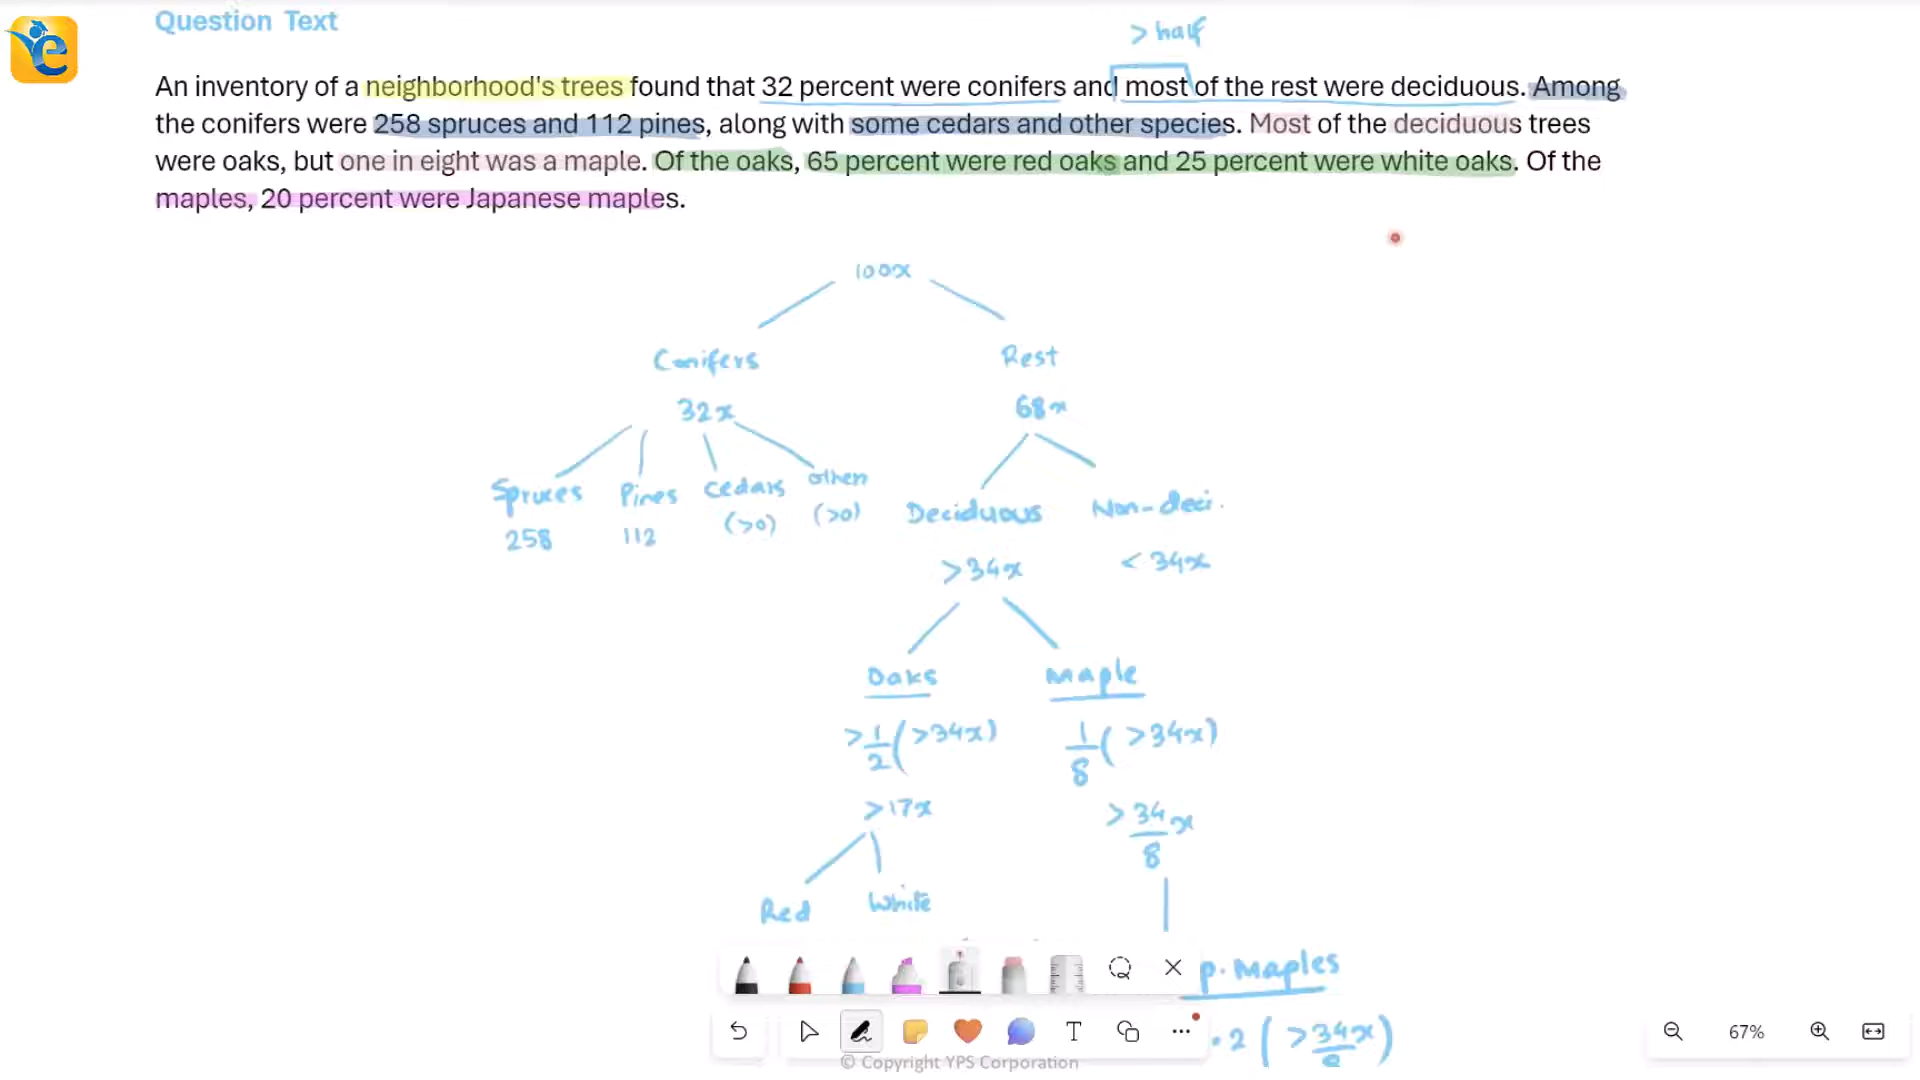 Question Text
> half
An inventory of a neighborhood's trees found that 32 percent were conifers and most of the rest were deciduous. Among
the conifers were 258 spruces and 112 pines, along with some cedars and other species. Most of the deciduous trees
were oaks, but one in eight was a maple. Of the oaks, 65 percent were red oaks and 25 percent were white oaks. Of the
maples, 20 percent were Japanese maples.
100x
Conifers Rest
32x 68x
Spruces Pines Cedars others
258 112 (>0) (>0)
Deciduous Non-deci.
>34x < 34x
Oaks Maple
>1/2(>34x) 1/8(>34x)
>17x >34/8 x
Red White
p. Maples
.2(>34x/8)
T
67%
© Copyright YPS Corporation